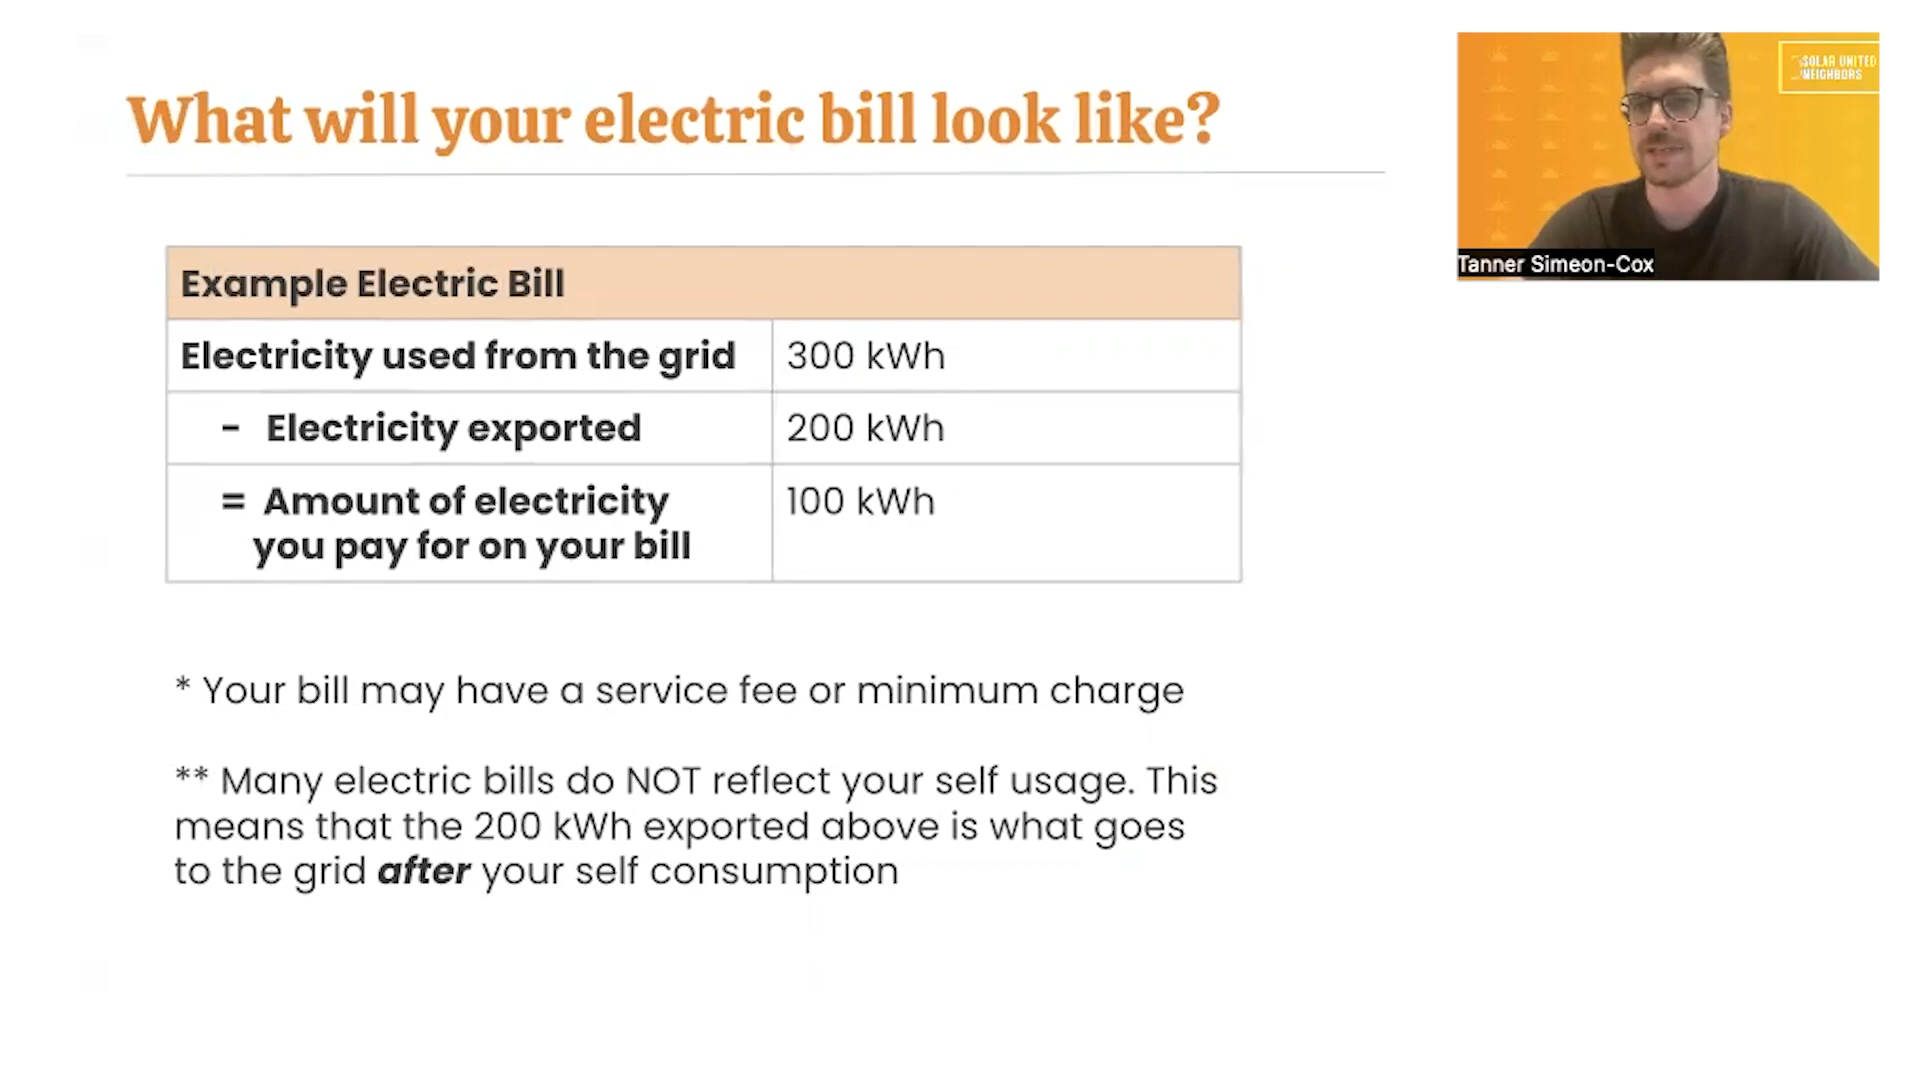 What will your electric bill look like?
SOLAR UNITED
NEIGHBORS
Tanner Simeon-Cox
Example Electric Bill
Electricity used from the grid 300 kWh
- Electricity exported 200 kWh
= Amount of electricity 100 kWh
you pay for on your bill
* Your bill may have a service fee or minimum charge
** Many electric bills do NOT reflect your self usage. This
means that the 200 kWh exported above is what goes
to the grid after your self consumption